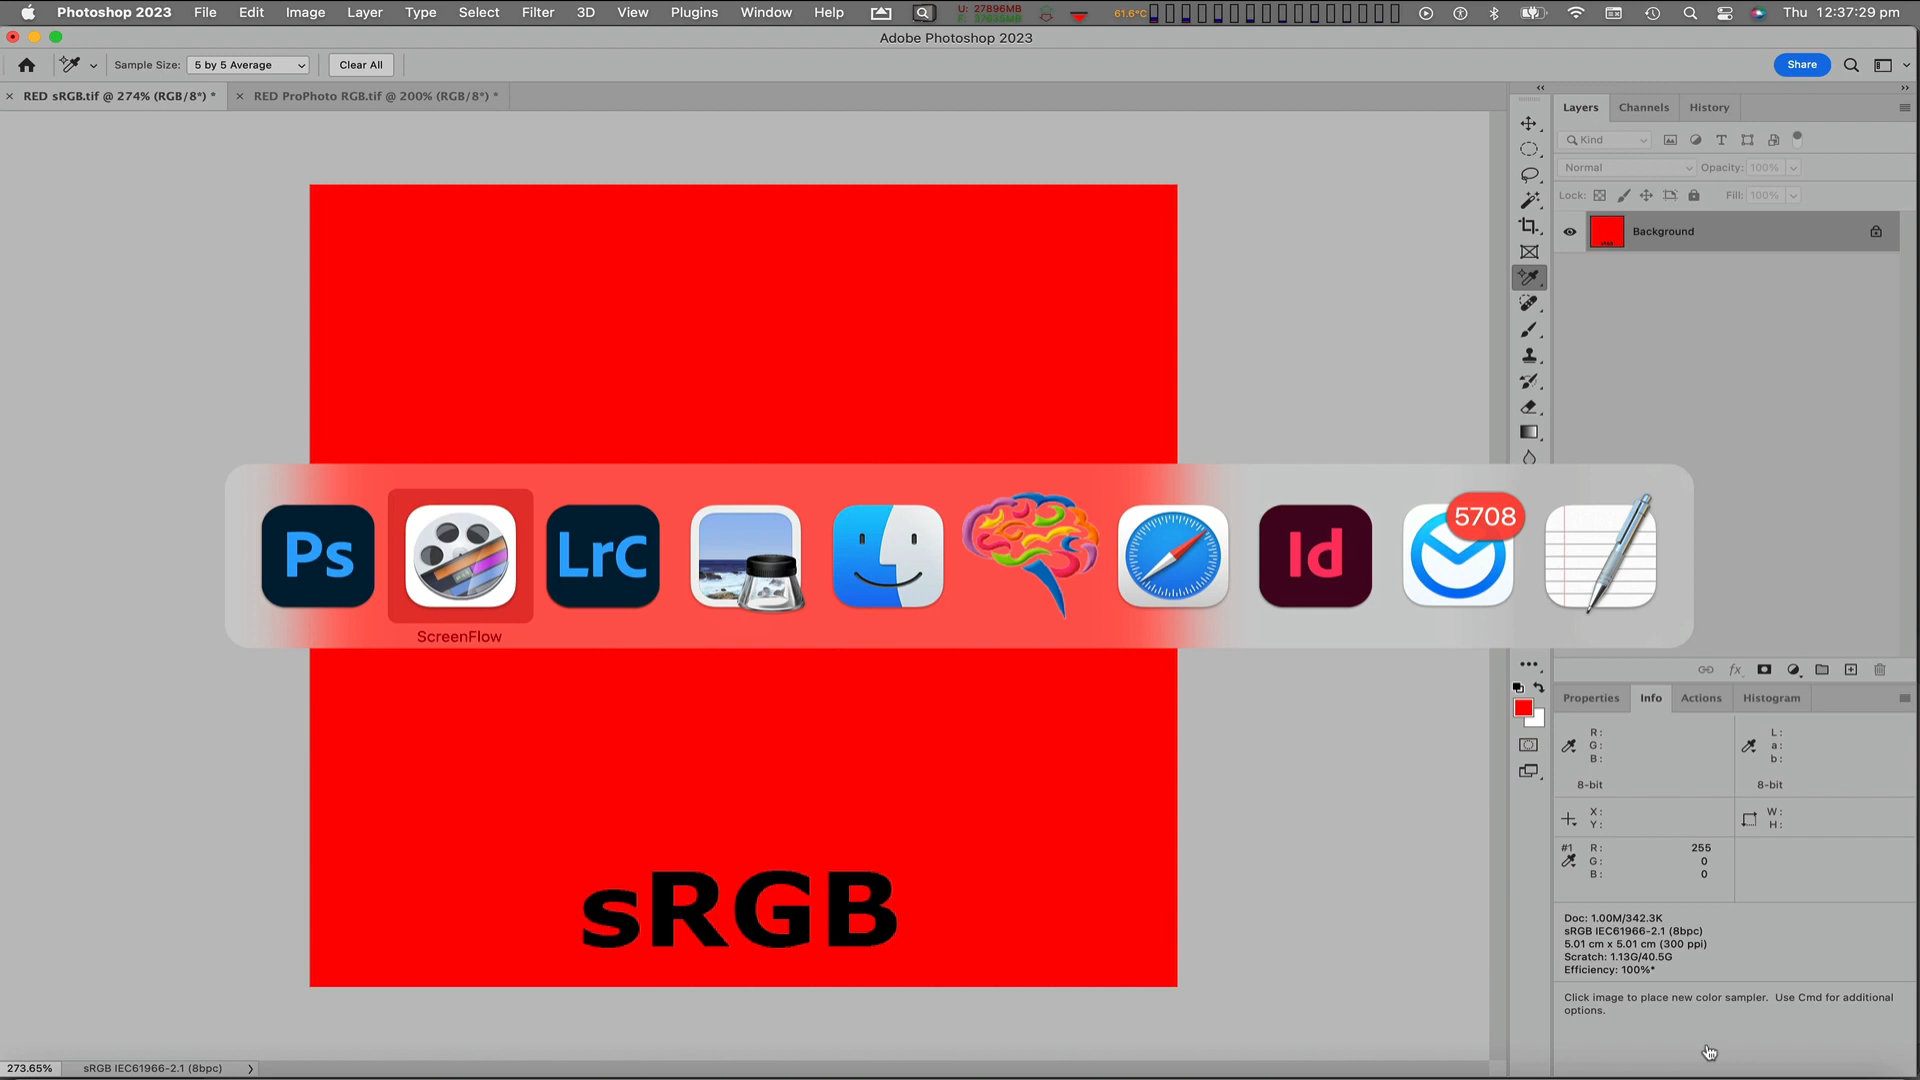 Photoshop 2023 File Edit Image Layer Type Select Filter 3D View Plugins Window Help U: 27896MB 61.6°C Thu 12:37:29 pm
Adobe Photoshop 2023
Sample Size: 5 by 5 Average Clear All Share
× RED sRGB.tif @ 274% (RGB/8*) * × RED ProPhoto RGB.tif @ 200% (RGB/8*) *
Layers Channels History
Kind
Normal Opacity: 100%
Lock: Fill: 100%
sRGB Background
Ps LrC Id 5708
ScreenFlow
fx
Properties Info Actions Histogram
R: L:
G: a:
B: b:
8-bit 8-bit
X: W:
Y: H:
#1 R: 255
G: 0
B: 0
sRGB
Doc: 1.00M/342.3K
sRGB IEC61966-2.1 (8bpc)
5.01 cm x 5.01 cm (300 ppi)
Scratch: 1.13G/40.5G
Efficiency: 100%*
Click image to place new color sampler. Use Cmd for additional
options.
273.65% sRGB IEC61966-2.1 (8bpc)